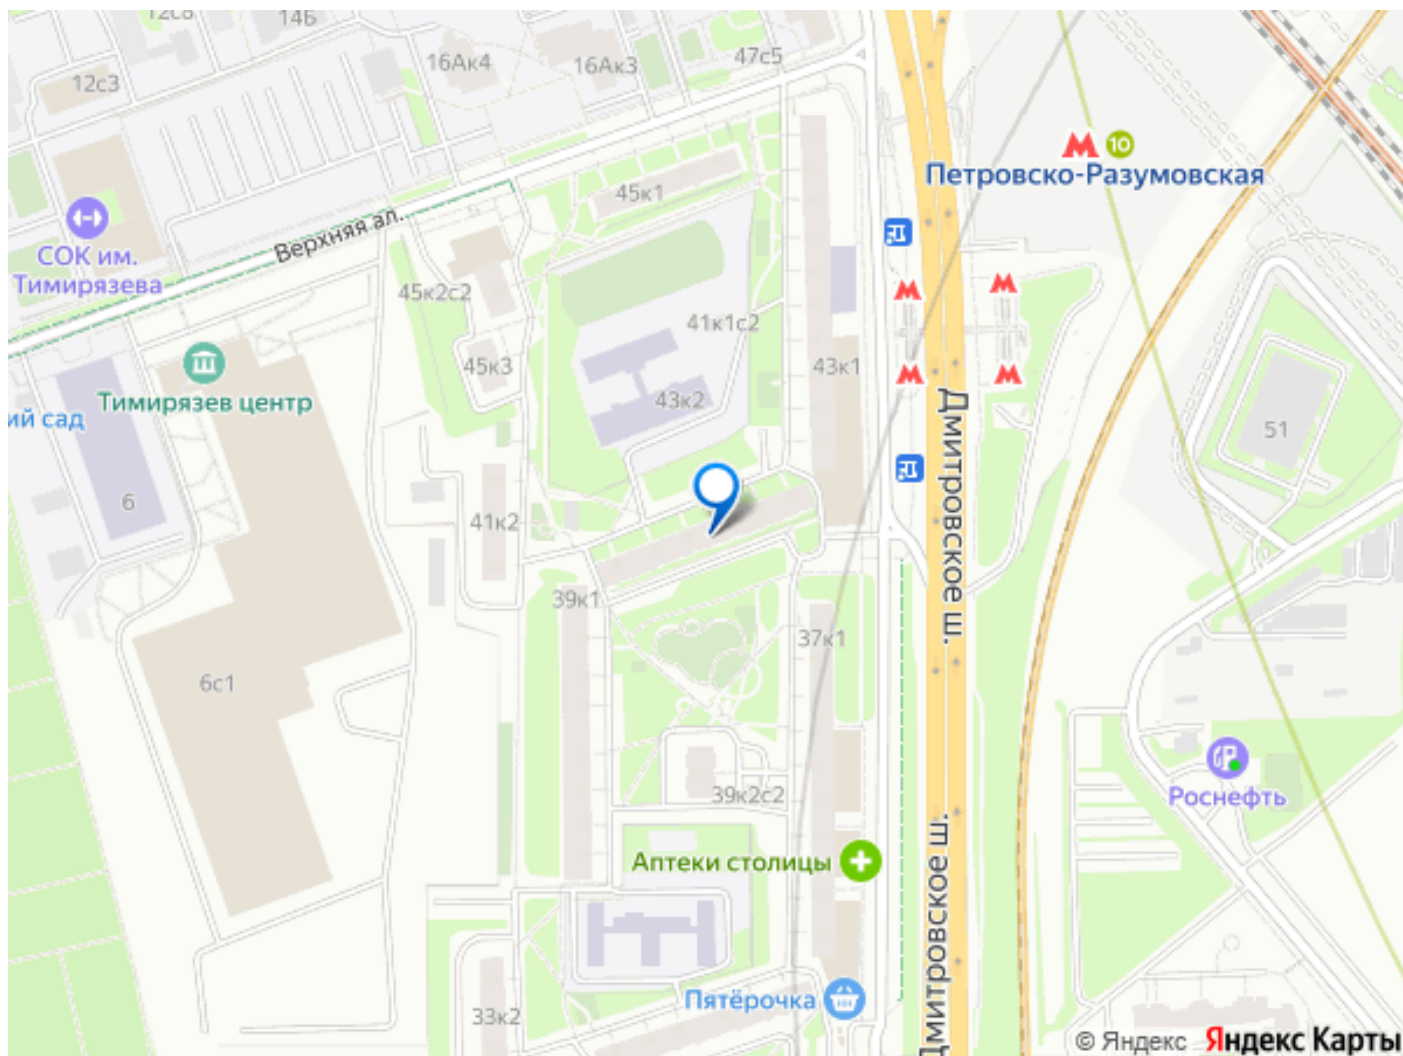 12с8
14Б
12с3
16Ак4
16Ак3
47с5
10
Петровско-Разумовская
45к1
Верхняя ал.
СОК им.
Тимирязева
45к2с2
41к1с2
45к3
43к1
Тимирязев центр
43к2
ий сад
Дмитровское ш.
51
6
41к2
39к1
37к1
6с1
39к2с2
Роснефть
Аптеки столицы
Дмитровское ш.
Пятёрочка
33к2
© Яндекс Яндекс Карты